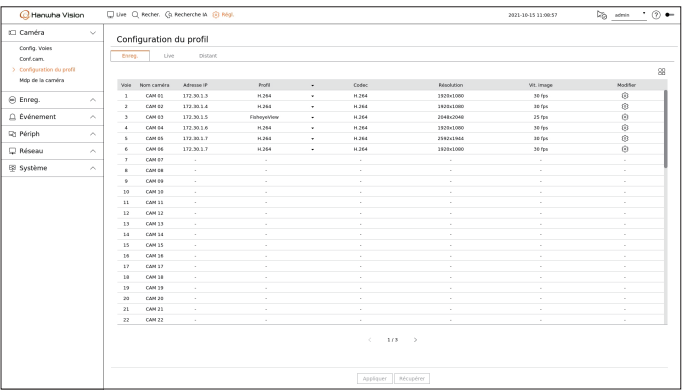 Hanwha Vision
Live Recher. Recherche IA Régl. 2021-10-15 11:08:57 admin ?
Caméra
Config. Voies
Conf.cam.
> Configuration du profil
Mdp de la caméra
Enreg.
Événement
Périph
Réseau
Système
Configuration du profil
Enreg. Live Distant
Voie Nom caméra Adresse IP Profil Codec Résolution Vit. image Modifier
1 CAM 01 172.30.1.3 H.264 H.264 1920x1080 30 fps
2 CAM 02 172.30.1.4 H.264 H.264 1920x1080 30 fps
3 CAM 03 172.30.1.5 FisheyeView H.264 2048x2048 25 fps
4 CAM 04 172.30.1.6 H.264 H.264 1920x1080 30 fps
5 CAM 05 172.30.1.7 H.264 H.264 2592x1944 30 fps
6 CAM 06 172.30.1.7 H.264 H.264 1920x1080 30 fps
7 CAM 07 - - - - - -
8 CAM 08 - - - - - -
9 CAM 09 - - - - - -
10 CAM 10 - - - - - -
11 CAM 11 - - - - - -
12 CAM 12 - - - - - -
13 CAM 13 - - - - - -
14 CAM 14 - - - - - -
15 CAM 15 - - - - - -
16 CAM 16 - - - - - -
17 CAM 17 - - - - - -
18 CAM 18 - - - - - -
19 CAM 19 - - - - - -
20 CAM 20 - - - - - -
21 CAM 21 - - - - - -
22 CAM 22 - - - - - -
< 1 / 3 >
Appliquer Récupérer